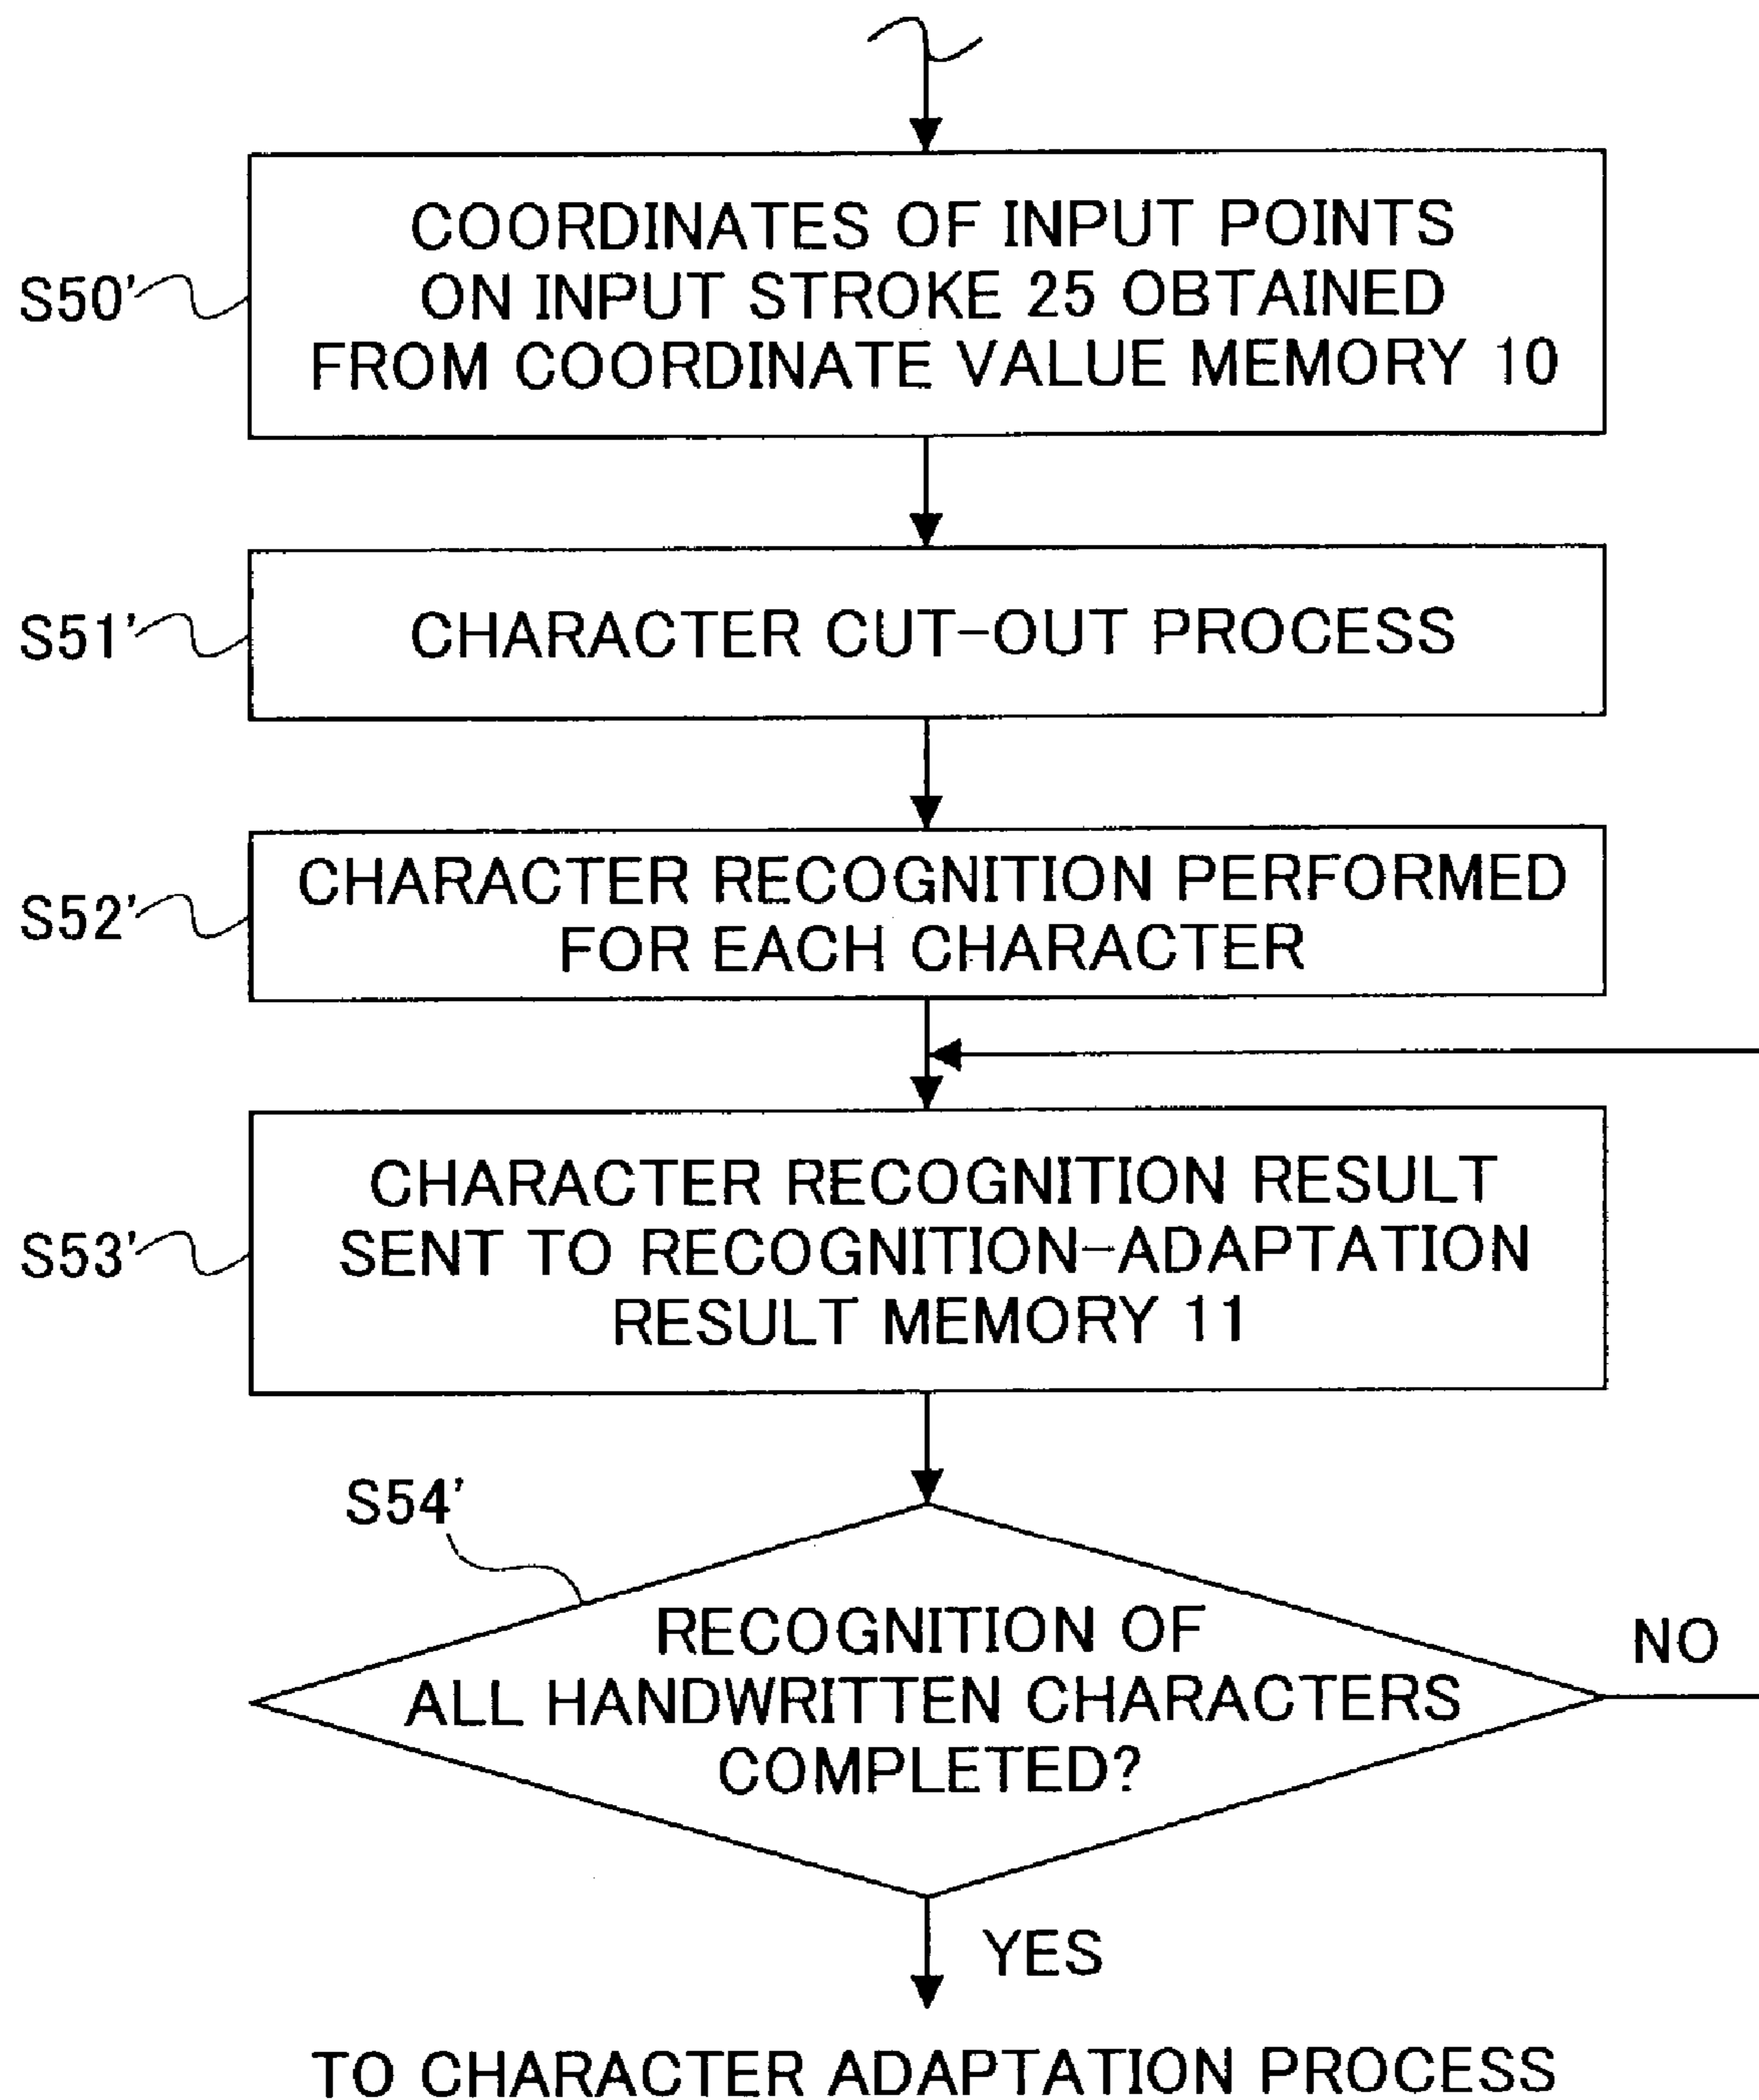 S50'
COORDINATES OF INPUT POINTS
ON INPUT STROKE 25 OBTAINED
FROM COORDINATE VALUE MEMORY 10
S51'
CHARACTER CUT-OUT PROCESS
S52'
CHARACTER RECOGNITION PERFORMED
FOR EACH CHARACTER
S53'
CHARACTER RECOGNITION RESULT
SENT TO RECOGNITION-ADAPTATION
RESULT MEMORY 11
S54'
RECOGNITION OF
ALL HANDWRITTEN CHARACTERS
COMPLETED?
NO
YES
TO CHARACTER ADAPTATION PROCESS